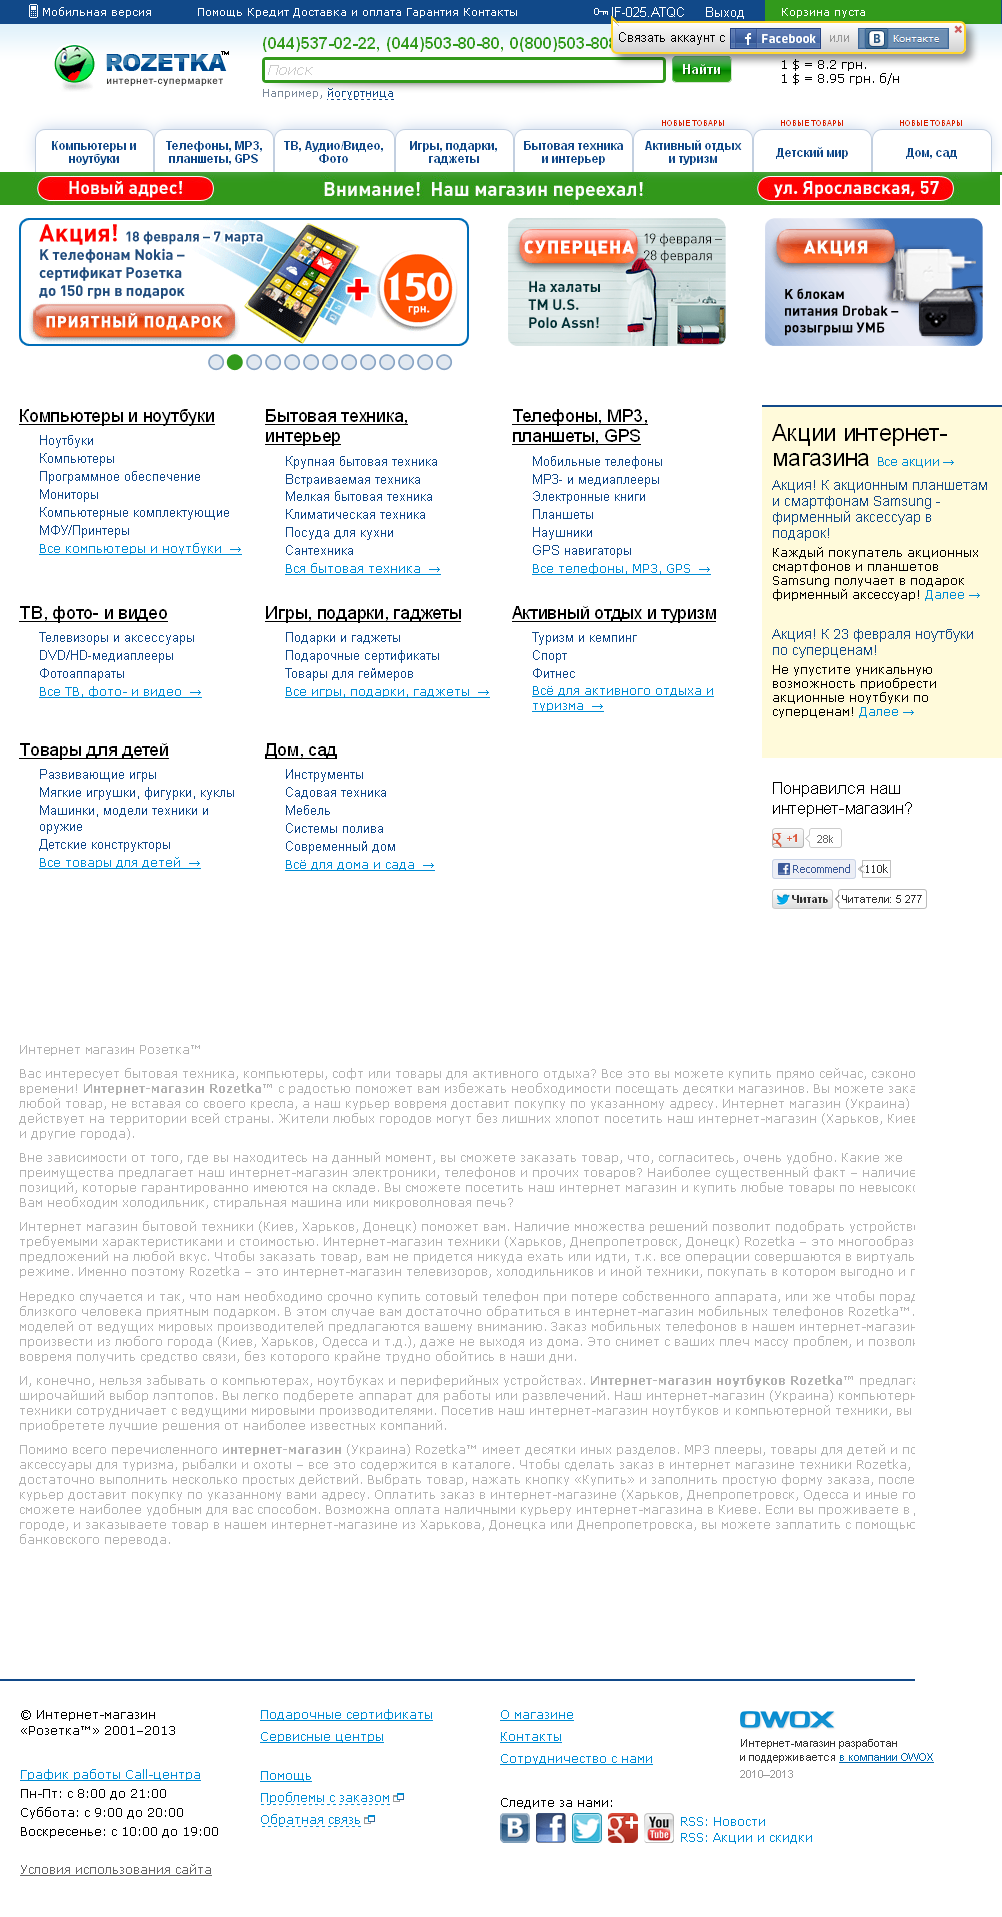 Мобильная версия
Помощь Кредит Доставка и оплата Гарантия Контакты
IF-025.ATQC Выход
Корзина пуста
Связать аккаунт с Facebook или Контакте
ROZETKA™
интернет-супермаркет
(044)537-02-22, (044)503-80-80, 0(800)503-808
Поиск
Найти
Например, йогуртница
1 $ = 8.2 грн.
1 $ = 8.95 грн. б/н
НОВЫЕ ТОВАРЫ
НОВЫЕ ТОВАРЫ
НОВЫЕ ТОВАРЫ
Компьютеры и
ноутбуки
Телефоны, MP3,
планшеты, GPS
ТВ, Аудио/Видео,
Фото
Игры, подарки,
гаджеты
Бытовая техника
и интерьер
Активный отдых
и туризм
Детский мир
Дом, сад
Новый адрес!
Внимание! Наш магазин переехал!
ул. Ярославская, 57
Акция! 18 февраля – 7 марта
К телефонам Nokia –
сертификат Розетка
до 150 грн в подарок
ПРИЯТНЫЙ ПОДАРОК
+ 150
грн.
СУПЕРЦЕНА
19 февраля –
28 февраля
На халаты
TM U.S.
Polo Assn!
АКЦИЯ
К блокам
питания Drobak –
розыгрыш УМБ
Компьютеры и ноутбуки
Ноутбуки
Компьютеры
Программное обеспечение
Мониторы
Компьютерные комплектующие
МФУ/Принтеры
Все компьютеры и ноутбуки →
Бытовая техника,
интерьер
Крупная бытовая техника
Встраиваемая техника
Мелкая бытовая техника
Климатическая техника
Посуда для кухни
Сантехника
Вся бытовая техника →
Телефоны, MP3,
планшеты, GPS
Мобильные телефоны
MP3- и медиаплееры
Электронные книги
Планшеты
Наушники
GPS навигаторы
Все телефоны, MP3, GPS →
ТВ, фото- и видео
Телевизоры и аксессуары
DVD/HD-медиаплееры
Фотоаппараты
Все ТВ, фото- и видео →
Игры, подарки, гаджеты
Подарки и гаджеты
Подарочные сертификаты
Товары для геймеров
Все игры, подарки, гаджеты →
Активный отдых и туризм
Туризм и кемпинг
Спорт
Фитнес
Всё для активного отдыха и
туризма →
Товары для детей
Развивающие игры
Мягкие игрушки, фигурки, куклы
Машинки, модели техники и
оружие
Детские конструкторы
Все товары для детей →
Дом, сад
Инструменты
Садовая техника
Мебель
Системы полива
Современный дом
Всё для дома и сада →
Акции интернет-
магазина Все акции →
Акция! К акционным планшетам
и смартфонам Samsung -
фирменный аксессуар в
подарок!
Каждый покупатель акционных
смартфонов и планшетов
Samsung получает в подарок
фирменный аксессуар! Далее →
Акция! К 23 февраля ноутбуки
по суперценам!
Не упустите уникальную
возможность приобрести
акционные ноутбуки по
суперценам! Далее →
Понравился наш
интернет-магазин?
+1 28k
Recommend 110k
Читать Читатели: 5 277
Интернет магазин Розетка™
Вас интересует бытовая техника, компьютеры, софт или товары для активного отдыха? Все это вы можете купить прямо сейчас, сэконо
времени! Интернет-магазин Rozetka™ с радостью поможет вам избежать необходимости посещать десятки магазинов. Вы можете зака
любой товар, не вставая со своего кресла, а наш курьер вовремя доставит покупку по указанному адресу. Интернет магазин (Украина)
действует на территории всей страны. Жители любых городов могут без лишних хлопот посетить наш интернет-магазин (Харьков, Киев
и другие города).
Вне зависимости от того, где вы находитесь на данный момент, вы сможете заказать товар, что, согласитесь, очень удобно. Какие же
преимущества предлагает наш интернет-магазин электроники, телефонов и прочих товаров? Наиболее существенный факт – наличие
позиций, которые гарантированно имеются на складе. Вы сможете посетить наш интернет магазин и купить любые товары по невысоко
Вам необходим холодильник, стиральная машина или микроволновая печь?
Интернет магазин бытовой техники (Киев, Харьков, Донецк) поможет вам. Наличие множества решений позволит подобрать устройство
требуемыми характеристиками и стоимостью. Интернет-магазин техники (Харьков, Днепропетровск, Донецк) Rozetka – это многообраз
предложений на любой вкус. Чтобы заказать товар, вам не придется никуда ехать или идти, т.к. все операции совершаются в виртуаль
режиме. Именно поэтому Rozetka – это интернет-магазин телевизоров, холодильников и иной техники, покупать в котором выгодно и п
Нередко случается и так, что нам необходимо срочно купить сотовый телефон при потере собственного аппарата, или же чтобы порад
близкого человека приятным подарком. В этом случае вам достаточно обратиться в интернет-магазин мобильных телефонов Rozetka™.
моделей от ведущих мировых производителей предлагаются вашему вниманию. Заказ мобильных телефонов в нашем интернет-магазин
произвести из любого города (Киев, Харьков, Одесса и т.д.), даже не выходя из дома. Это снимет с ваших плеч массу проблем, и позволи
вовремя получить средство связи, без которого крайне трудно обойтись в наши дни.
И, конечно, нельзя забывать о компьютерах, ноутбуках и периферийных устройствах. Интернет-магазин ноутбуков Rozetka™ предлага
широчайший выбор лэптопов. Вы легко подберете аппарат для работы или развлечений. Наш интернет-магазин (Украина) компьютерн
техники сотрудничает с ведущими мировыми производителями. Посетив наш интернет-магазин ноутбуков и компьютерной техники, вы
приобретете лучшие решения от наиболее известных компаний.
Помимо всего перечисленного интернет-магазин (Украина) Rozetka™ имеет десятки иных разделов. MP3 плееры, товары для детей и по
аксессуары для туризма, рыбалки и охоты – все это содержится в каталоге. Чтобы сделать заказ в интернет магазине техники Rozetka,
достаточно выполнить несколько простых действий. Выбрать товар, нажать кнопку «Купить» и заполнить простую форму заказа, после
курьер доставит покупку по указанному вами адресу. Оплатить заказ в интернет-магазине (Харьков, Днепропетровск, Одесса и иные го
сможете наиболее удобным для вас способом. Возможна оплата наличными курьеру интернет-магазина в Киеве. Если вы проживаете в
городе, и заказываете товар в нашем интернет-магазине из Харькова, Донецка или Днепропетровска, вы можете заплатить с помощью
банковского перевода.
© Интернет-магазин
«Розетка™» 2001–2013
График работы Call-центра
Пн-Пт: с 8:00 до 21:00
Суббота: с 9:00 до 20:00
Воскресенье: с 10:00 до 19:00
Условия использования сайта
Подарочные сертификаты
Сервисные центры
Помощь
Проблемы с заказом
Обратная связь
О магазине
Контакты
Сотрудничество с нами
Следите за нами:
You Tube
RSS: Новости
RSS: Акции и скидки
OWOX
Интернет-магазин разработан
и поддерживается в компании OWOX
2010–2013